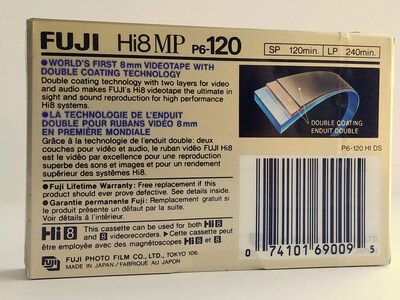 FUJI Hi8 MP P6-120 SP 120min. LP 240min.
•WORLD'S FIRST 8mm VIDEOTAPE WITH
DOUBLE COATING TECHNOLOGY
Double coating technology with two layers for video
and audio makes FUJI's Hi8 videotape the ultimate in
sight and sound reproduction for high performance
Hi8 systems.
•LA TECHNOLOGIE DE L'ENDUIT
DOUBLE POUR RUBANS VIDÉO 8mm
EN PREMIÈRE MONDIALE
Grâce à la technologie de l'enduit double: deux
couches pour vidéo et audio, le ruban vidéo FUJI Hi8
est le vidéo par excellence pour une reproduction
superbe des sons et images et pour un rendement
supérieur des systèmes Hi8.
•Fuji Lifetime Warranty: Free replacement if this
product should ever prove defective. See details inside.
•Garantie permanente Fuji: Remplacement gratuit si
le produit présente un défaut par la suite.
Voir détails à l'intérieur.
Hi8 This cassette can be used for both Hi8
and 8 videorecorders. ▸Cette cassette peut
être employée avec des magnétoscopes Hi8 et 8.
FUJI FUJI PHOTO FILM CO., LTD., TOKYO 106.
MADE IN JAPAN/FABRIQUÉ AU JAPON
DOUBLE COATING
ENDUIT DOUBLE
P6-120 HI DS
0 74101 69009 5